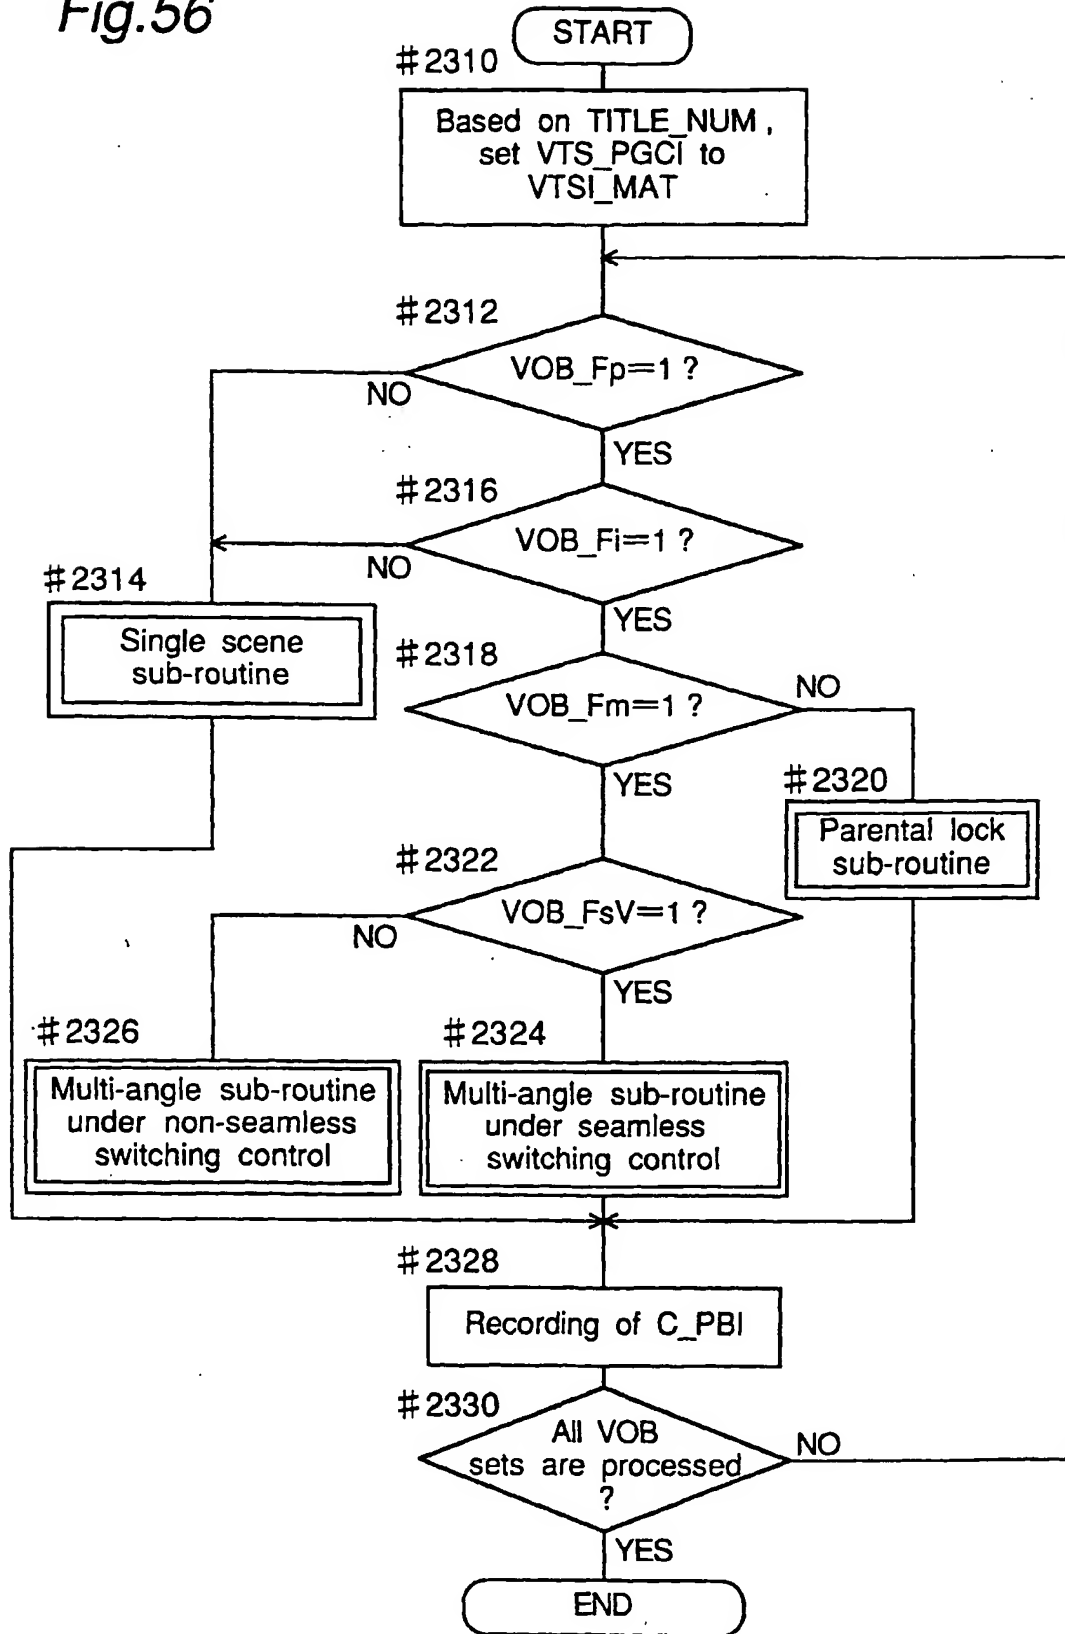 Fig.56
START
#2310
Based on TITLE_NUM,
set VTS_PGCI to
VTSI_MAT
#2312
VOB_Fp=1 ?
NO
YES
#2316
VOB_Fi=1 ?
NO
YES
#2314
Single scene
sub-routine
#2318
VOB_Fm=1 ?
NO
YES
#2320
Parental lock
sub-routine
#2322
VOB_FsV=1 ?
NO
YES
#2326
Multi-angle sub-routine
under non-seamless
switching control
#2324
Multi-angle sub-routine
under seamless
switching control
#2328
Recording of C_PBI
#2330
All VOB
sets are processed
?
NO
YES
END